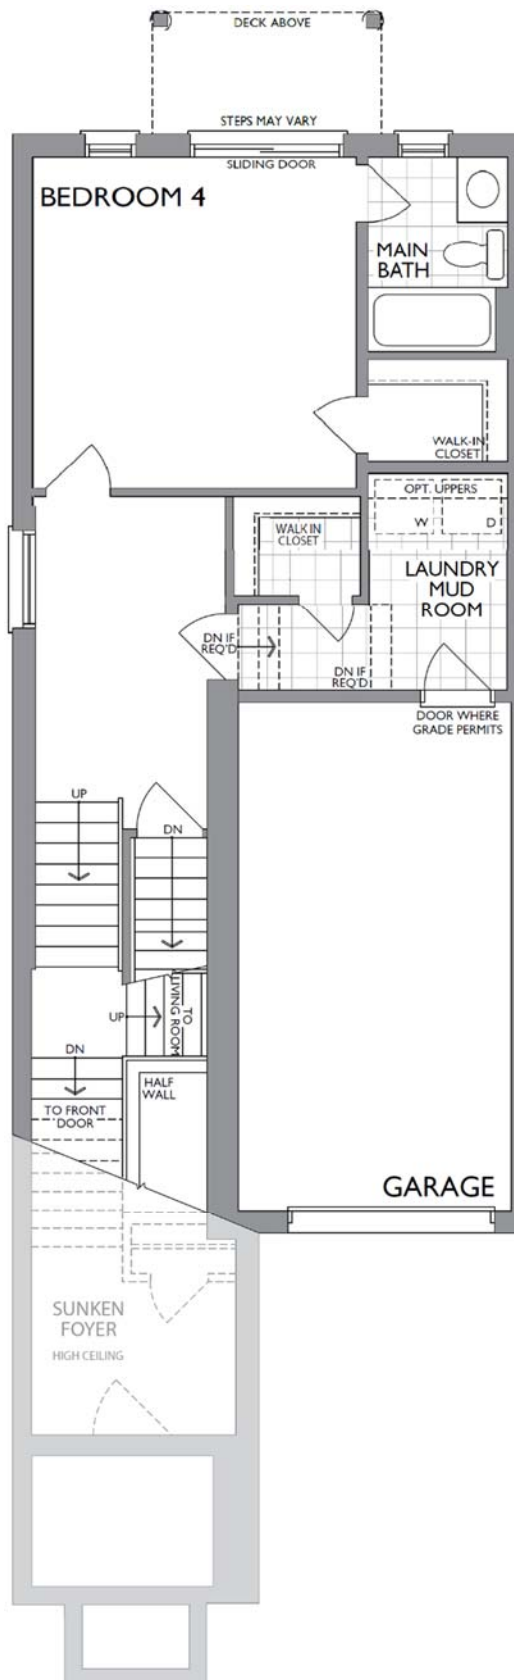 DECK ABOVE
STEPS MAY VARY
SLIDING DOOR
BEDROOM 4
MAIN
BATH
WALK-IN
CLOSET
OPT. UPPERS
W
D
WALK IN
CLOSET
LAUNDRY
MUD
ROOM
DN IF
REQ'D
DN IF
REQ'D
DOOR WHERE
GRADE PERMITS
UP
DN
UP
TO
LIVING ROOM
DN
HALF
WALL
TO FRONT
DOOR
GARAGE
SUNKEN
FOYER
HIGH CEILING